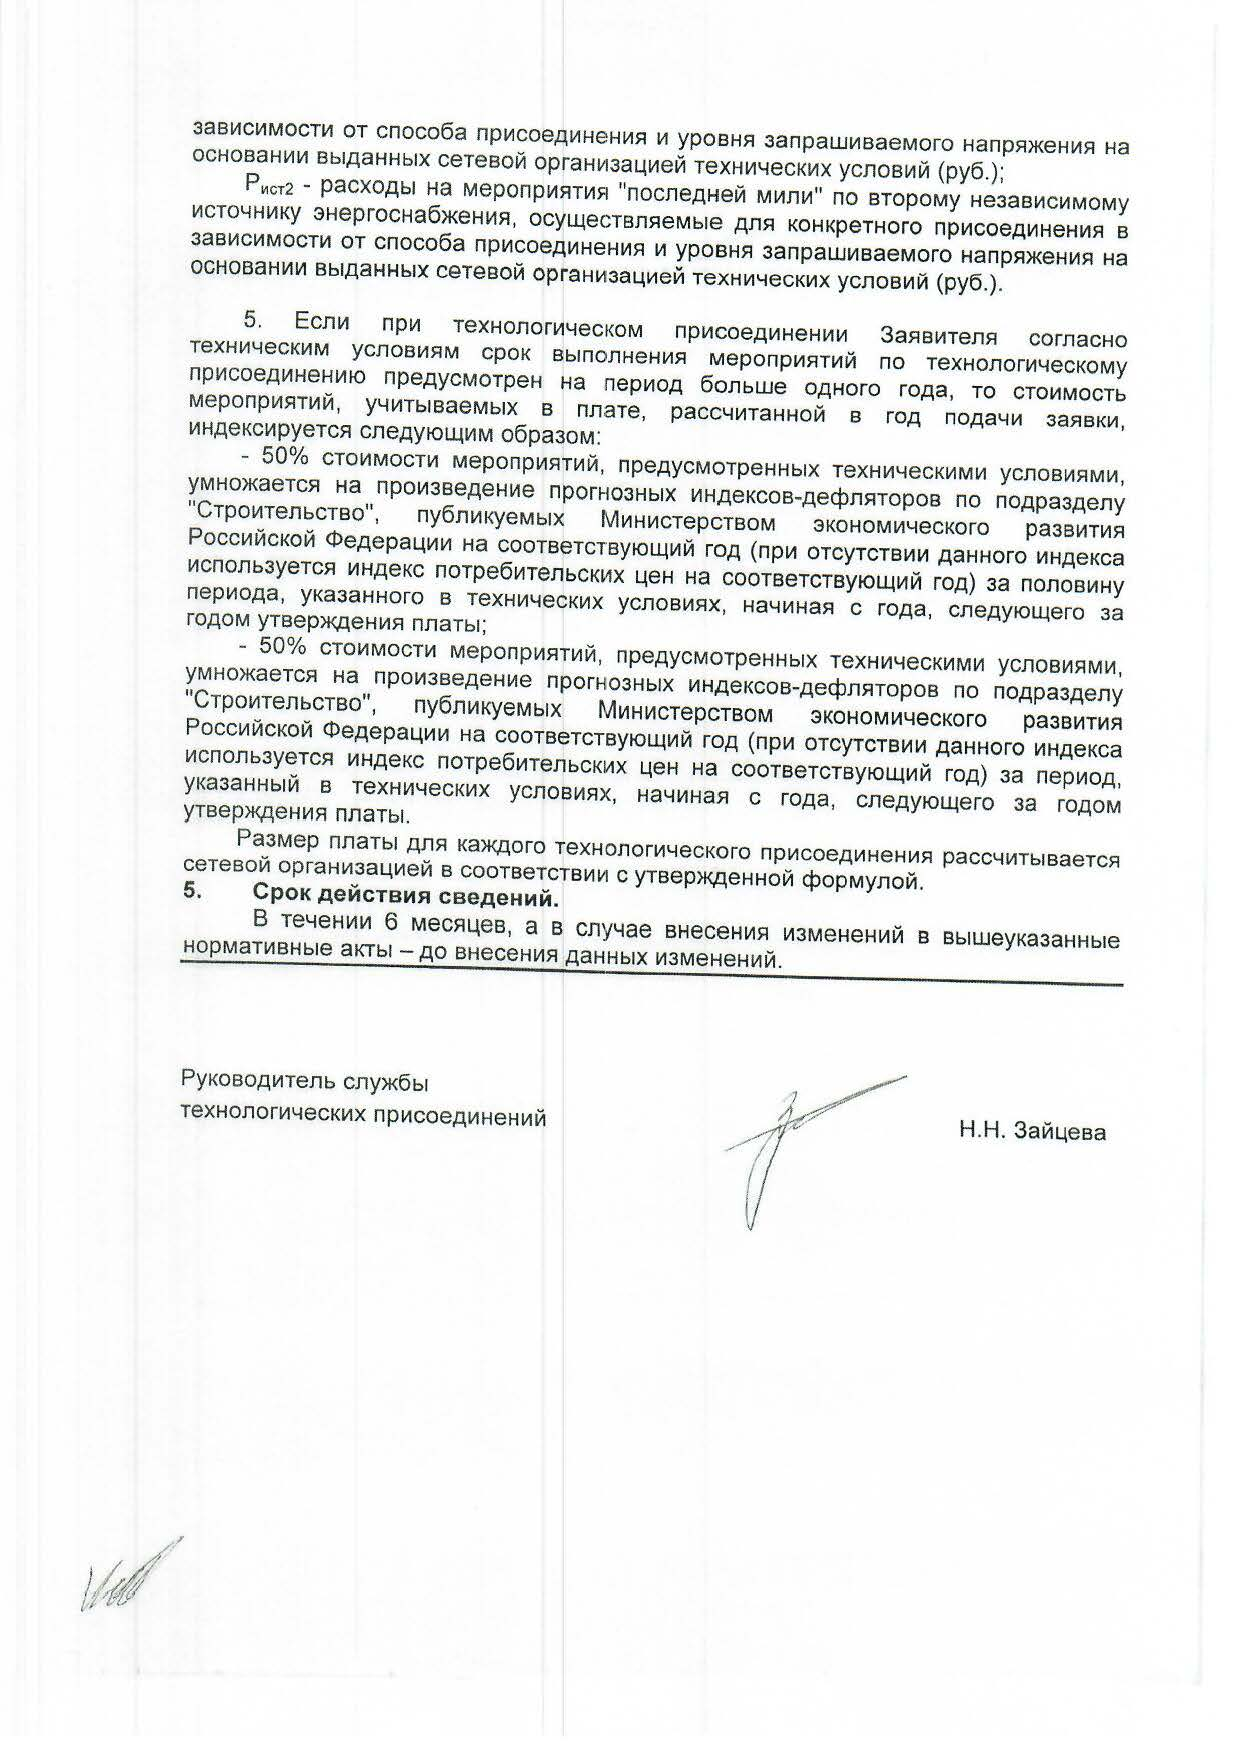 зависимости от способа присоединения и уровня запрашиваемого напряжения на
основании выданных сетевой организацией технических условий (руб.);
Рист2 - расходы на мероприятия "последней мили" по второму независимому
источнику энергоснабжения, осуществляемые для конкретного присоединения в
зависимости от способа присоединения и уровня запрашиваемого напряжения на
основании выданных сетевой организацией технических условий (руб.).
5. Если при технологическом присоединении Заявителя согласно
техническим условиям срок выполнения мероприятий по технологическому
присоединению предусмотрен на период больше одного года, то стоимость
мероприятий, учитываемых в плате, рассчитанной в год подачи заявки,
индексируется следующим образом:
- 50% стоимости мероприятий, предусмотренных техническими условиями,
умножается на произведение прогнозных индексов-дефляторов по подразделу
"Строительство", публикуемых Министерством экономического развития
Российской Федерации на соответствующий год (при отсутствии данного индекса
используется индекс потребительских цен на соответствующий год) за половину
периода, указанного в технических условиях, начиная с года, следующего за
годом утверждения платы;
- 50% стоимости мероприятий, предусмотренных техническими условиями,
умножается на произведение прогнозных индексов-дефляторов по подразделу
"Строительство", публикуемых Министерством экономического развития
Российской Федерации на соответствующий год (при отсутствии данного индекса
используется индекс потребительских цен на соответствующий год) за период,
указанный в технических условиях, начиная с года, следующего за годом
утверждения платы.
Размер платы для каждого технологического присоединения рассчитывается
сетевой организацией в соответствии с утвержденной формулой.
5. Срок действия сведений.
В течении 6 месяцев, а в случае внесения изменений в вышеуказанные
нормативные акты – до внесения данных изменений.
Руководитель службы
технологических присоединений
Н.Н. Зайцева